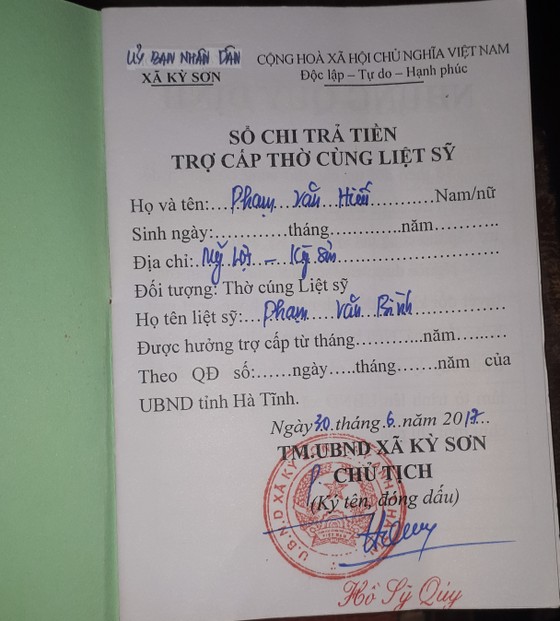 ỦY BAN NHÂN DÂN
XÃ KỲ SƠN
CỘNG HOÀ XÃ HỘI CHỦ NGHĨA VIỆT NAM
Độc lập – Tự do – Hạnh phúc
SỔ CHI TRẢ TIỀN
TRỢ CẤP THỜ CÙNG LIỆT SỸ
Họ và tên:....Phạm Văn Hiến..........Nam/nữ
Sinh ngày:............tháng..............năm............
Địa chỉ:..Mỹ Lợi – Kỳ Sơn..............................
Đối tượng: Thờ cúng Liệt sỹ
Họ tên liệt sỹ:....Phạm Văn Bình..................
Được hưởng trợ cấp từ tháng............năm.........
Theo QĐ số:.......ngày.....tháng.......năm của
UBND tỉnh Hà Tĩnh.
Ngày 30 tháng 6 năm 2017...
TM.UBND XÃ KỲ SƠN
CHỦ TỊCH
(Ký tên, đóng dấu)
U.B.N.D XÃ KỲ
Hồ Sỹ Qúy